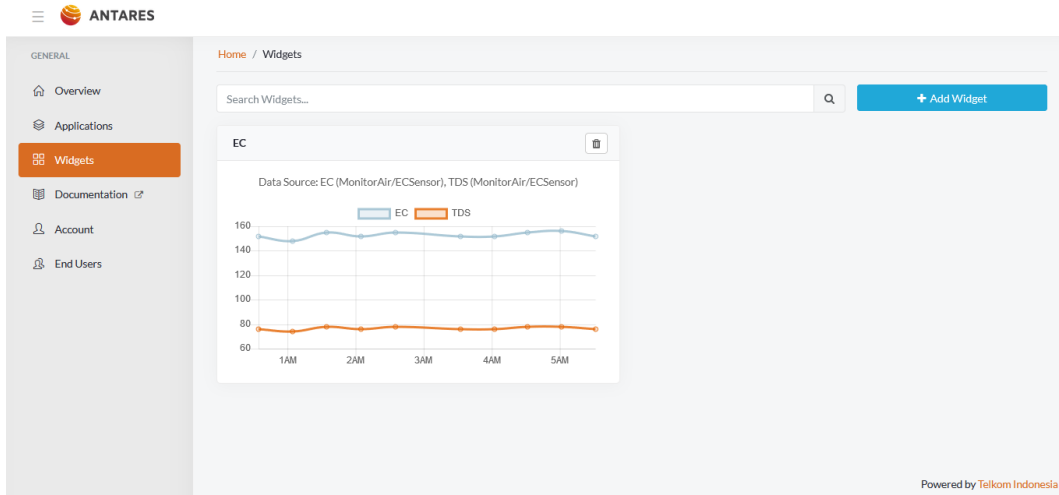 ANTARES
GENERAL
Overview
Applications
Widgets
Documentation
Account
End Users
Home / Widgets
Search Widgets...
+ Add Widget
EC
Data Source: EC (MonitorAir/ECSensor), TDS (MonitorAir/ECSensor)
EC TDS
160
140
120
100
80
60
1AM 2AM 3AM 4AM 5AM
Powered by Telkom Indonesia